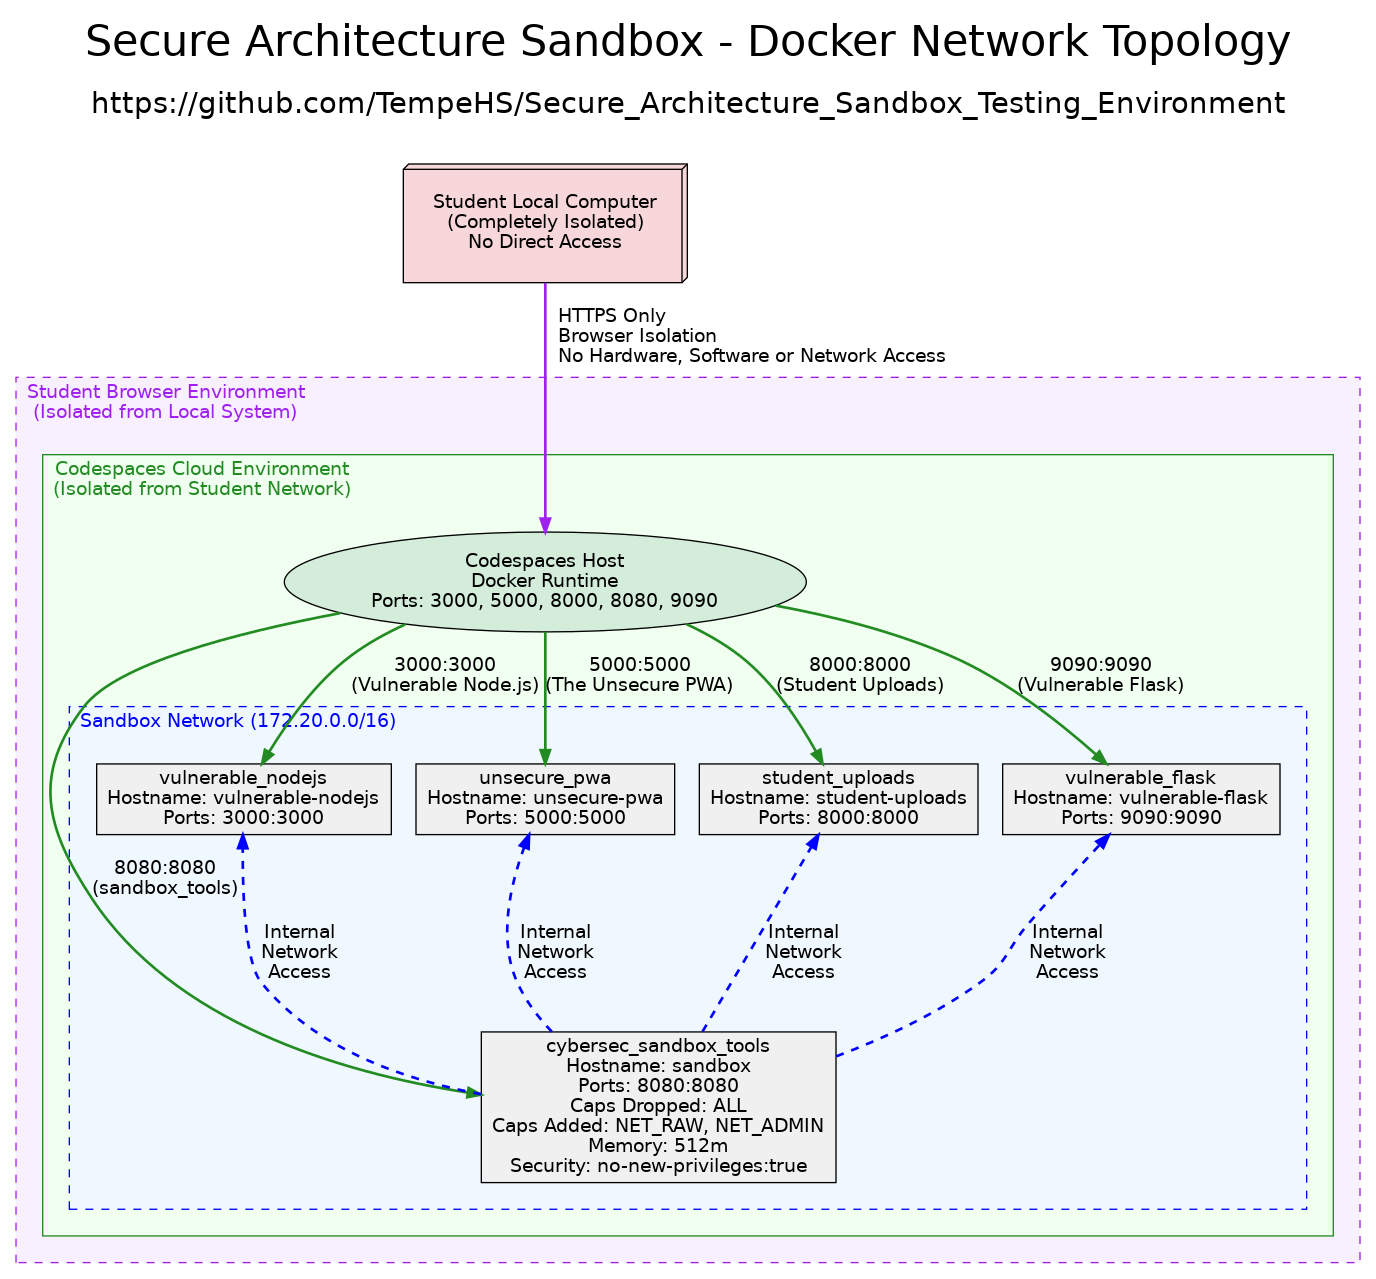 Secure Architecture Sandbox - Docker Network Topology
https://github.com/TempeHS/Secure_Architecture_Sandbox_Testing_Environment
Student Local Computer
(Completely Isolated)
No Direct Access
HTTPS Only
Browser Isolation
No Hardware, Software or Network Access
Student Browser Environment
(Isolated from Local System)
Codespaces Cloud Environment
(Isolated from Student Network)
Codespaces Host
Docker Runtime
Ports: 3000, 5000, 8000, 8080, 9090
3000:3000
(Vulnerable Node.js)
5000:5000
(The Unsecure PWA)
8000:8000
(Student Uploads)
9090:9090
(Vulnerable Flask)
Sandbox Network (172.20.0.0/16)
vulnerable_nodejs
Hostname: vulnerable-nodejs
Ports: 3000:3000
unsecure_pwa
Hostname: unsecure-pwa
Ports: 5000:5000
student_uploads
Hostname: student-uploads
Ports: 8000:8000
vulnerable_flask
Hostname: vulnerable-flask
Ports: 9090:9090
8080:8080
(sandbox_tools)
Internal
Network
Access
Internal
Network
Access
Internal
Network
Access
Internal
Network
Access
cybersec_sandbox_tools
Hostname: sandbox
Ports: 8080:8080
Caps Dropped: ALL
Caps Added: NET_RAW, NET_ADMIN
Memory: 512m
Security: no-new-privileges:true